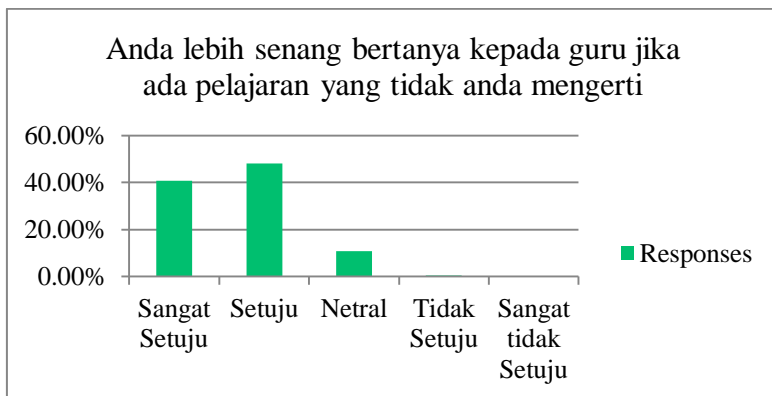 Anda lebih senang bertanya kepada guru jika
ada pelajaran yang tidak anda mengerti
60.00%
40.00%
20.00%
0.00%
Sangat
Setuju
Setuju
Netral
Tidak
Setuju
Sangat
tidak
Setuju
Responses